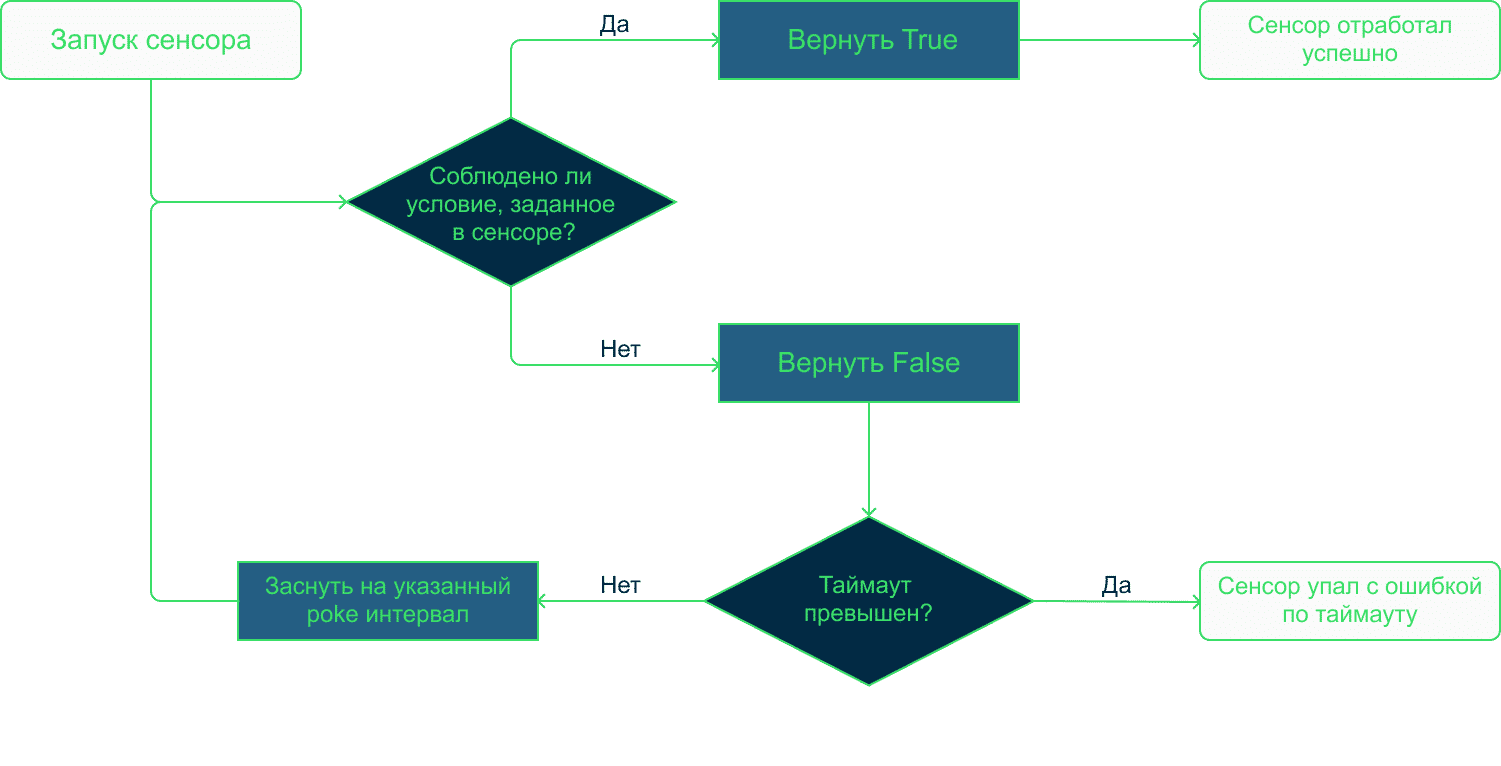 Запуск сенсора
Да
Вернуть True
Сенсор отработал
успешно
Соблюдено ли
условие, заданное
в сенсоре?
Нет
Вернуть False
Заснуть на указанный
poke интервал
Нет
Таймаут
превышен?
Да
Сенсор упал с ошибкой
по таймауту